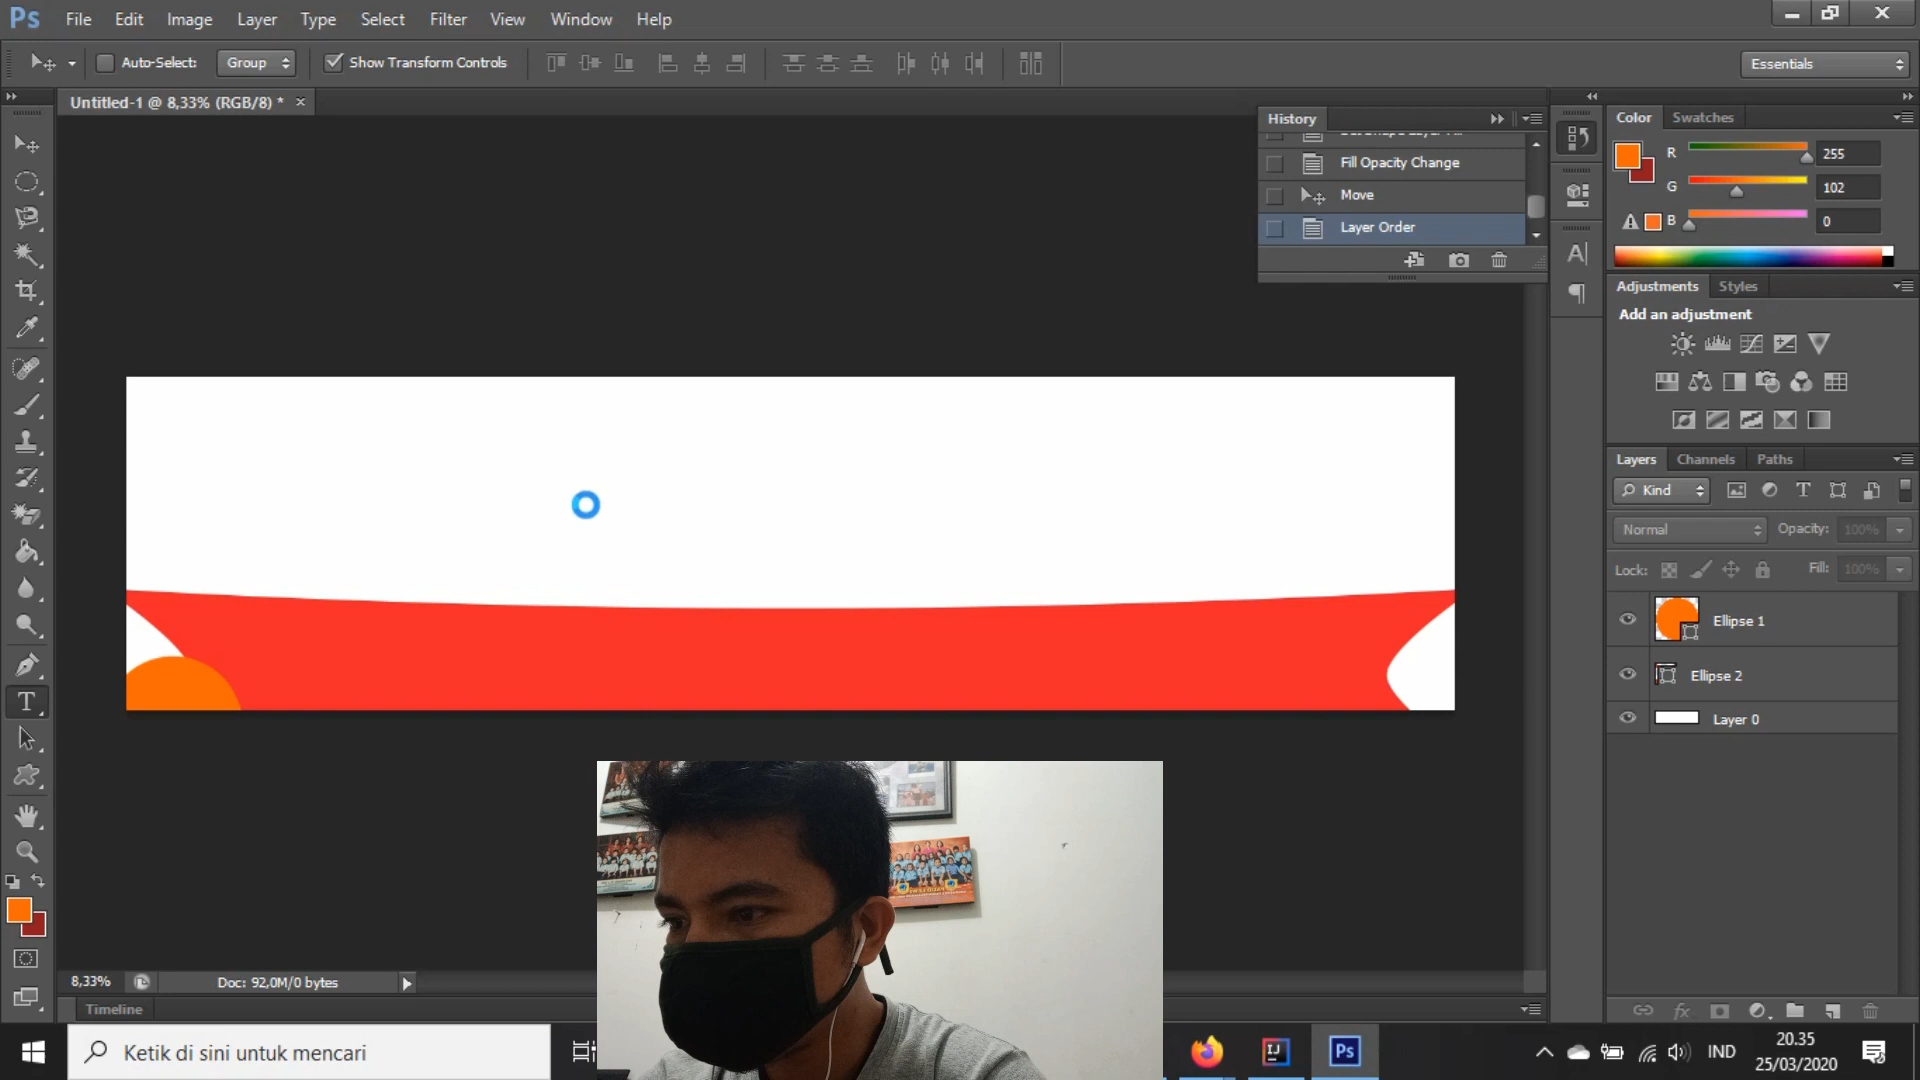 Ps File Edit Image Layer Type Select Filter View Window Help
Auto-Select: Group Show Transform Controls Essentials
Untitled-1 @ 8,33% (RGB/8) * ×
History
Fill Opacity Change
Move
Layer Order
Color Swatches
R 255
G 102
B 0
Adjustments Styles
Add an adjustment
Layers Channels Paths
Kind
Normal Opacity: 100%
Lock: Fill: 100%
Ellipse 1
Ellipse 2
Layer 0
8,33% Doc: 92,0M/0 bytes
Timeline
Ketik di sini untuk mencari
IJ
Ps
IND
20.35
25/03/2020